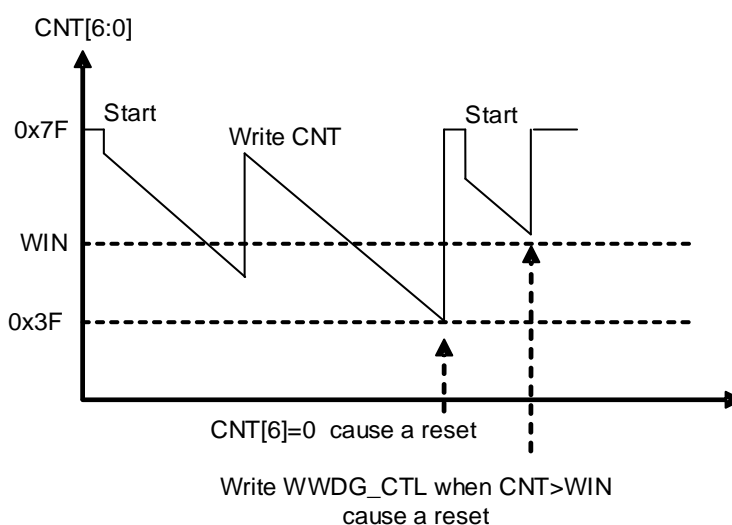 CNT[6:0]
Start
Start
0x7F
Write CNT
WIN
0x3F
CNT[6]=0 cause a reset
Write WWDG_CTL when CNT>WIN
cause a reset